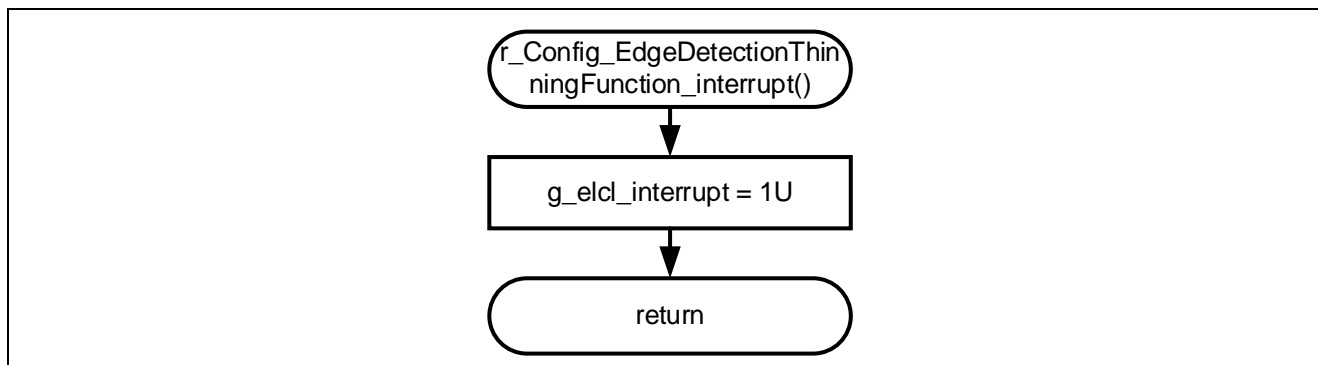 r_Config_EdgeDetectionThin
ningFunction_interrupt()
g_elcl_interrupt = 1U
return